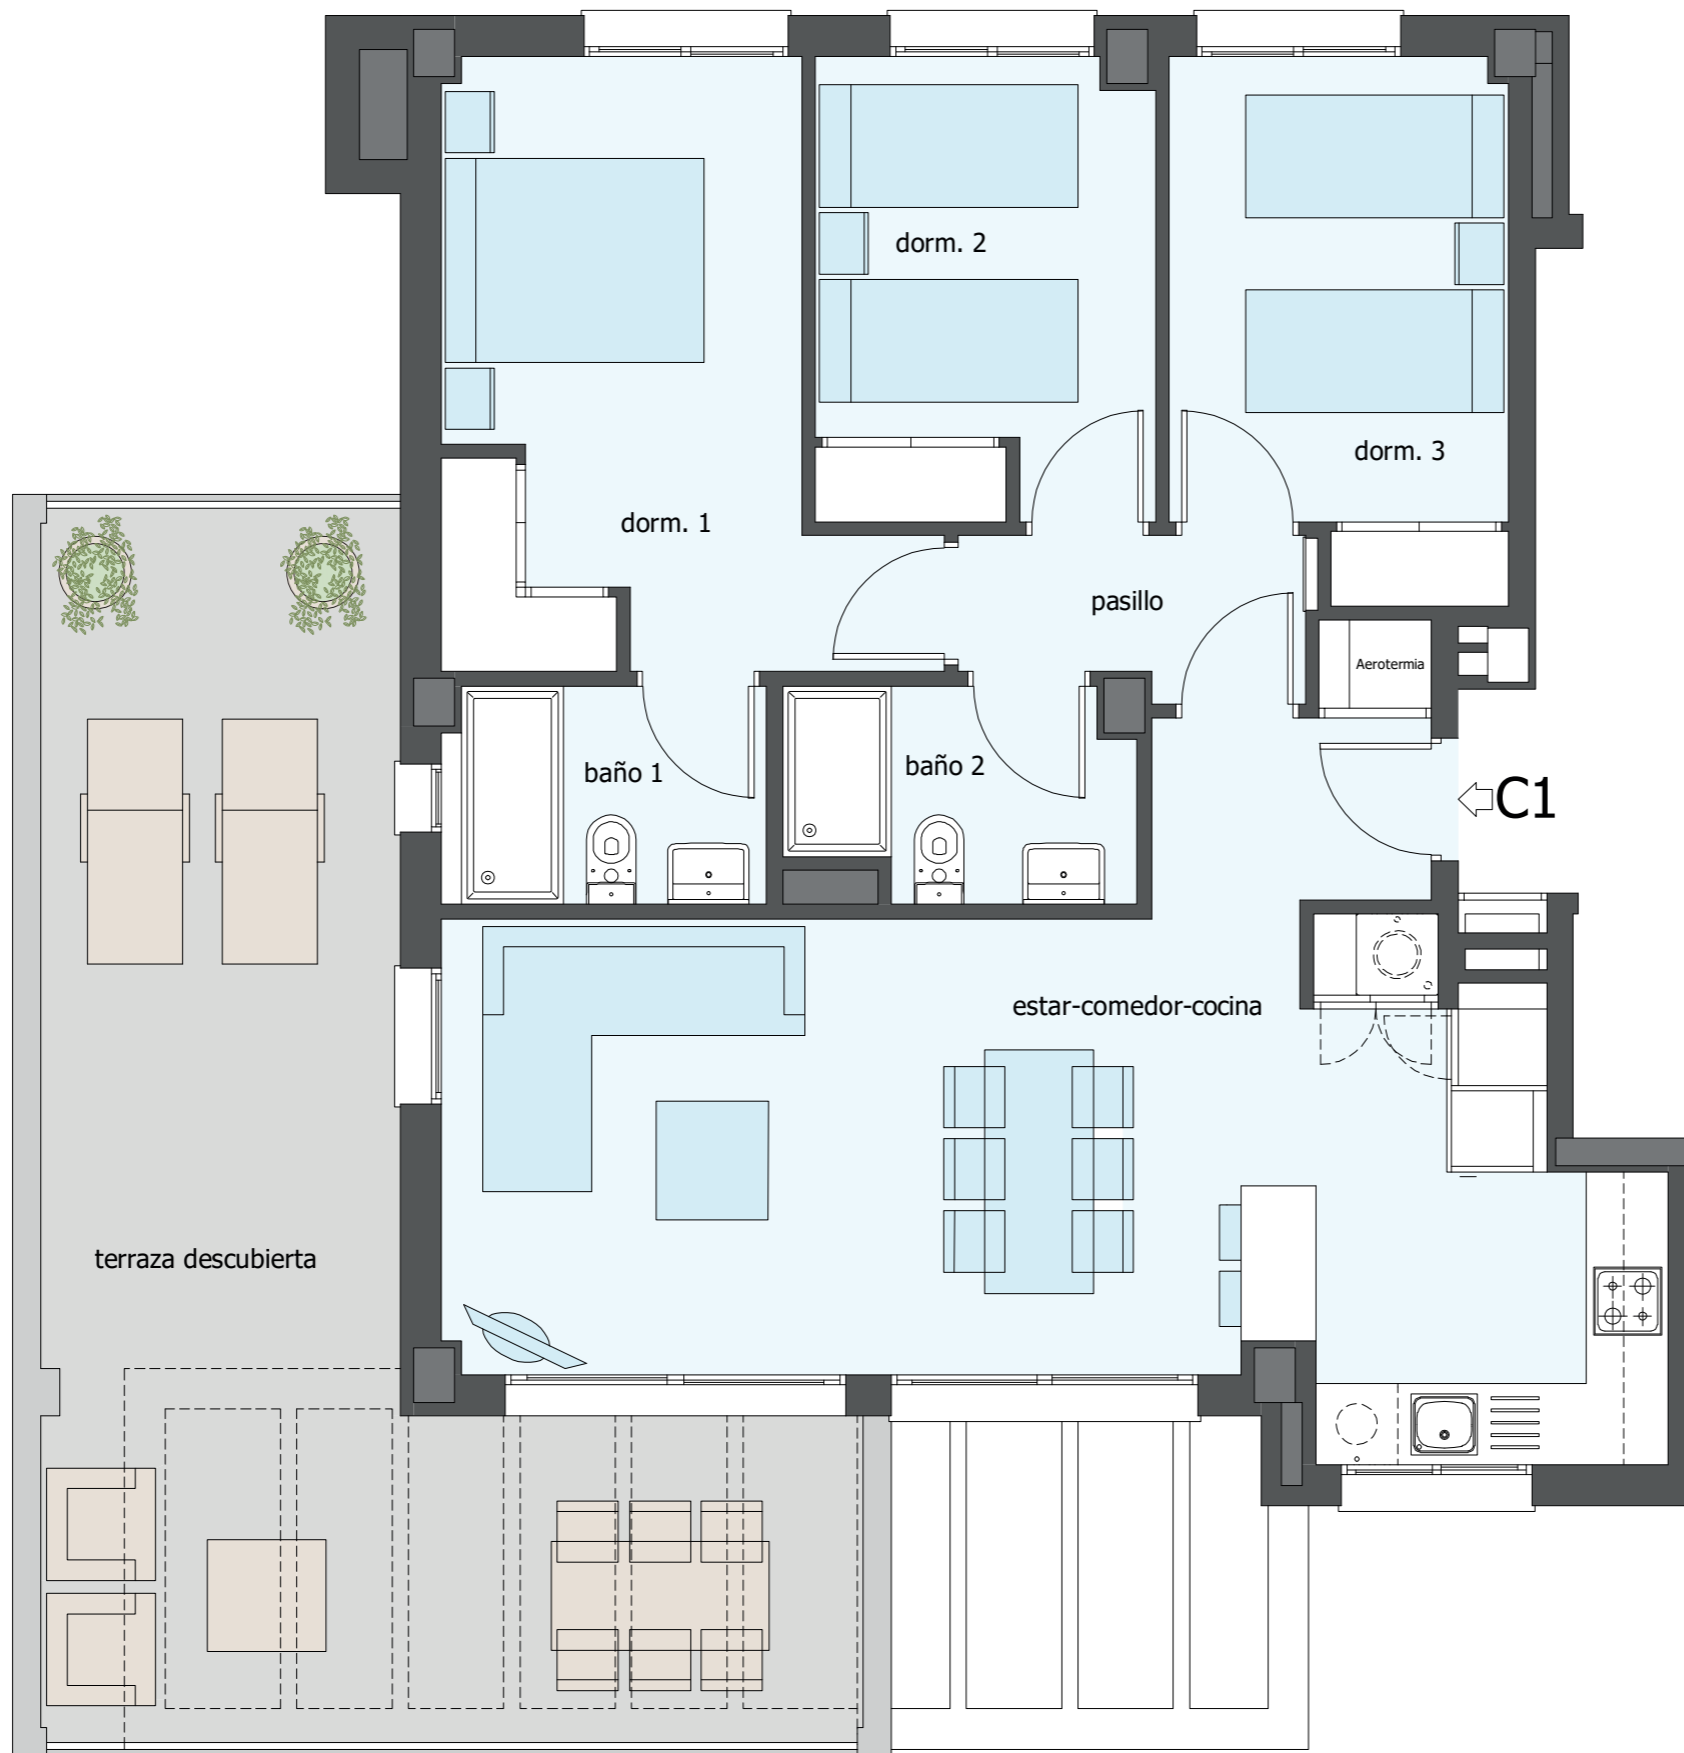 dorm. 2
dorm. 3
dorm. 1
pasillo
Aerotermia
baño 1
baño 2
C1
estar-comedor-cocina
terraza descubierta